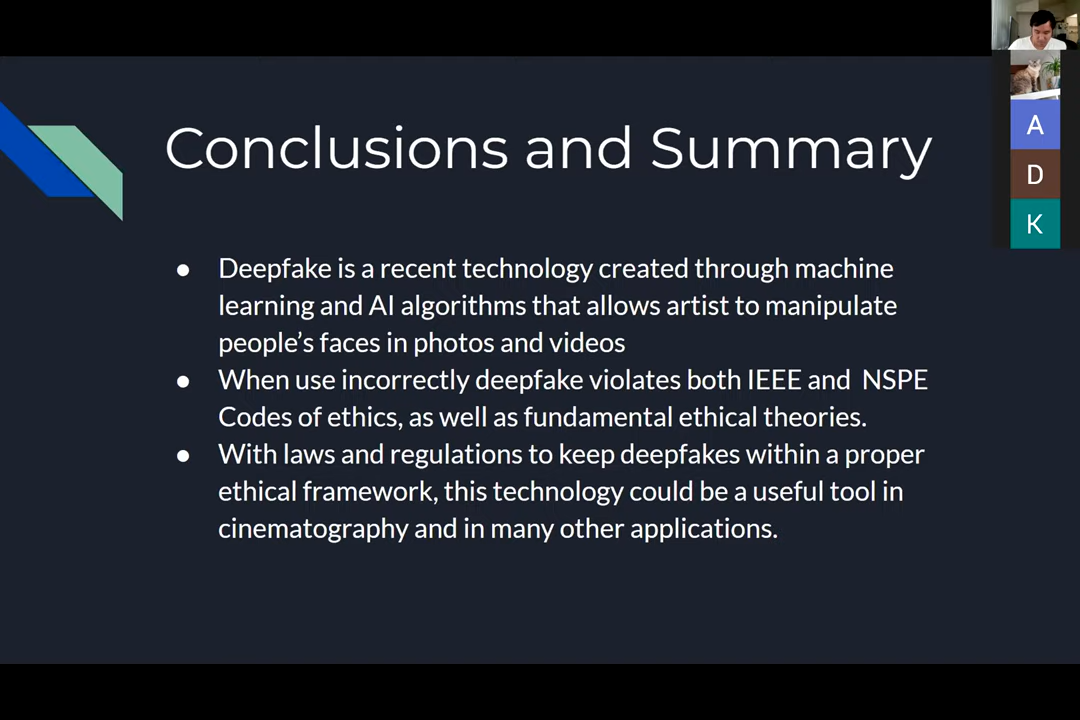 Conclusions and Summary
● Deepfake is a recent technology created through machine
learning and AI algorithms that allows artist to manipulate
people’s faces in photos and videos
● When use incorrectly deepfake violates both IEEE and  NSPE
Codes of ethics, as well as fundamental ethical theories.
● With laws and regulations to keep deepfakes within a proper
ethical framework, this technology could be a useful tool in
cinematography and in many other applications.
A
D
K